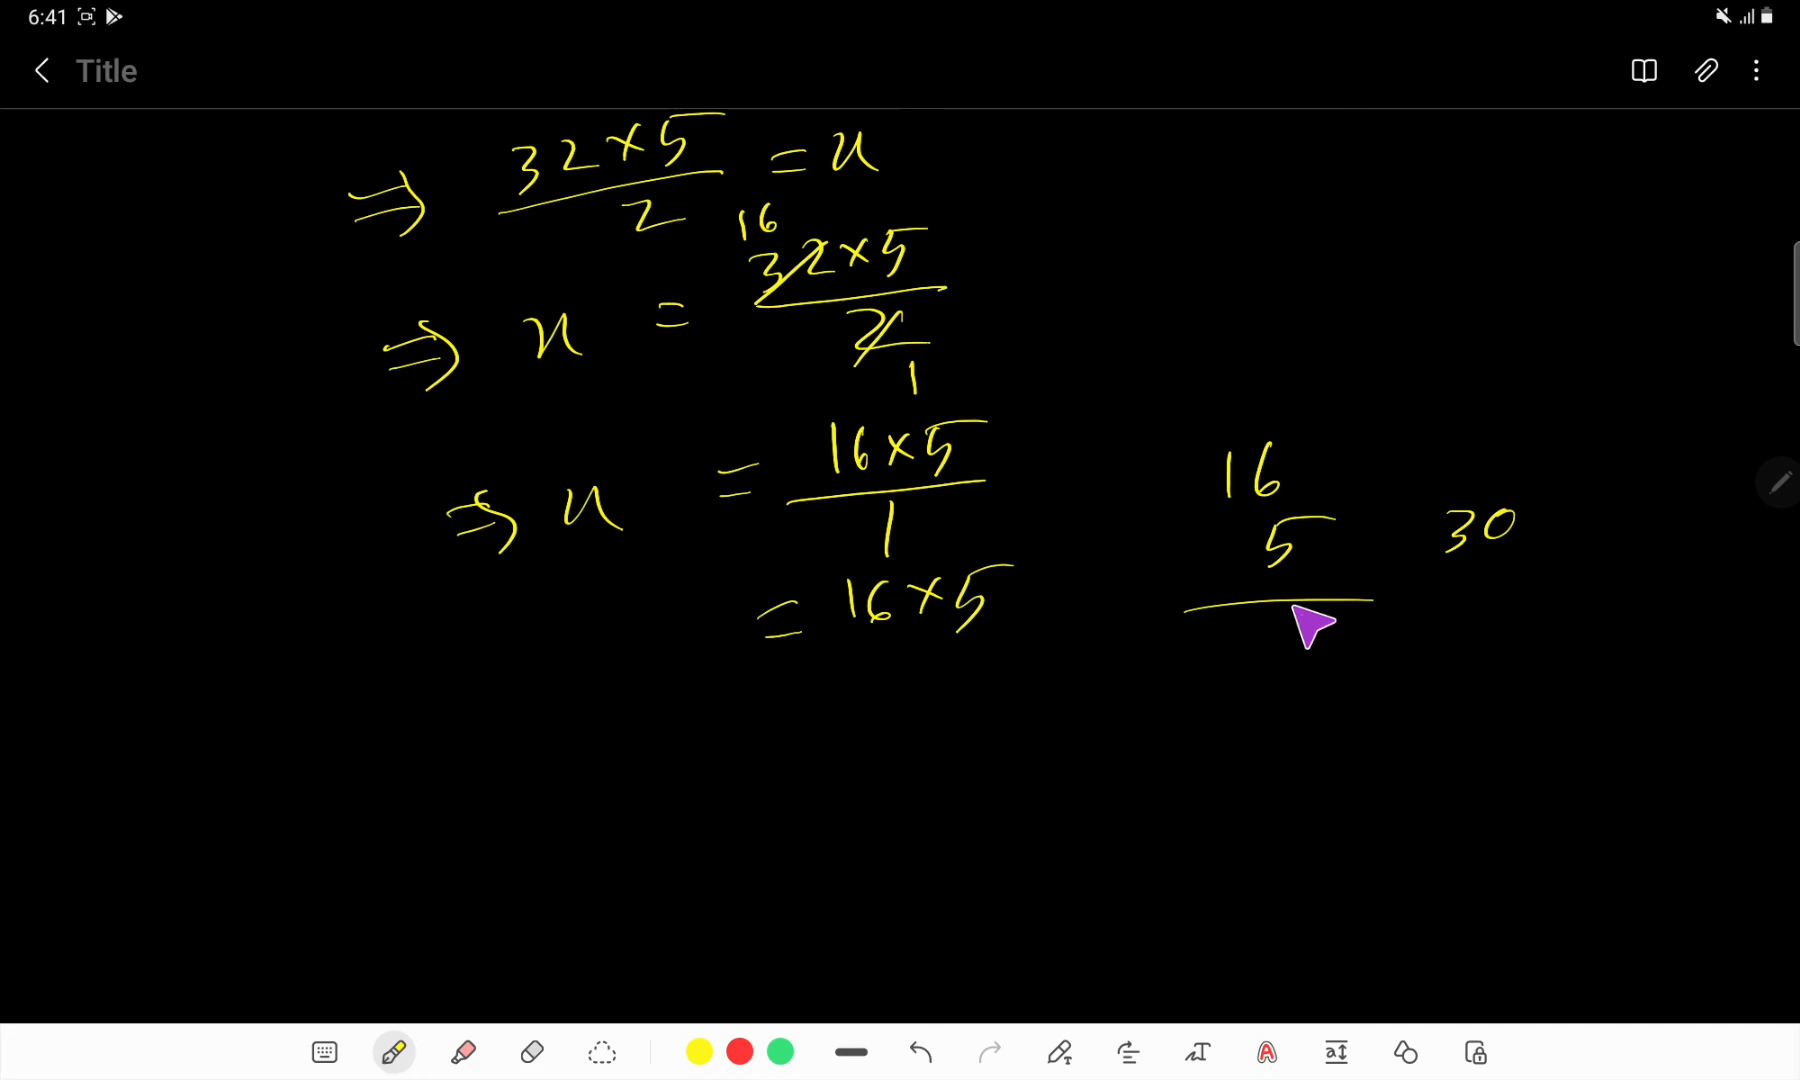 6:41
Title
⇒ 32×5/2 = x
16
⇒ x = 32×5/2
1
⇒ x = 16×5/1
= 16×5
16
5
30